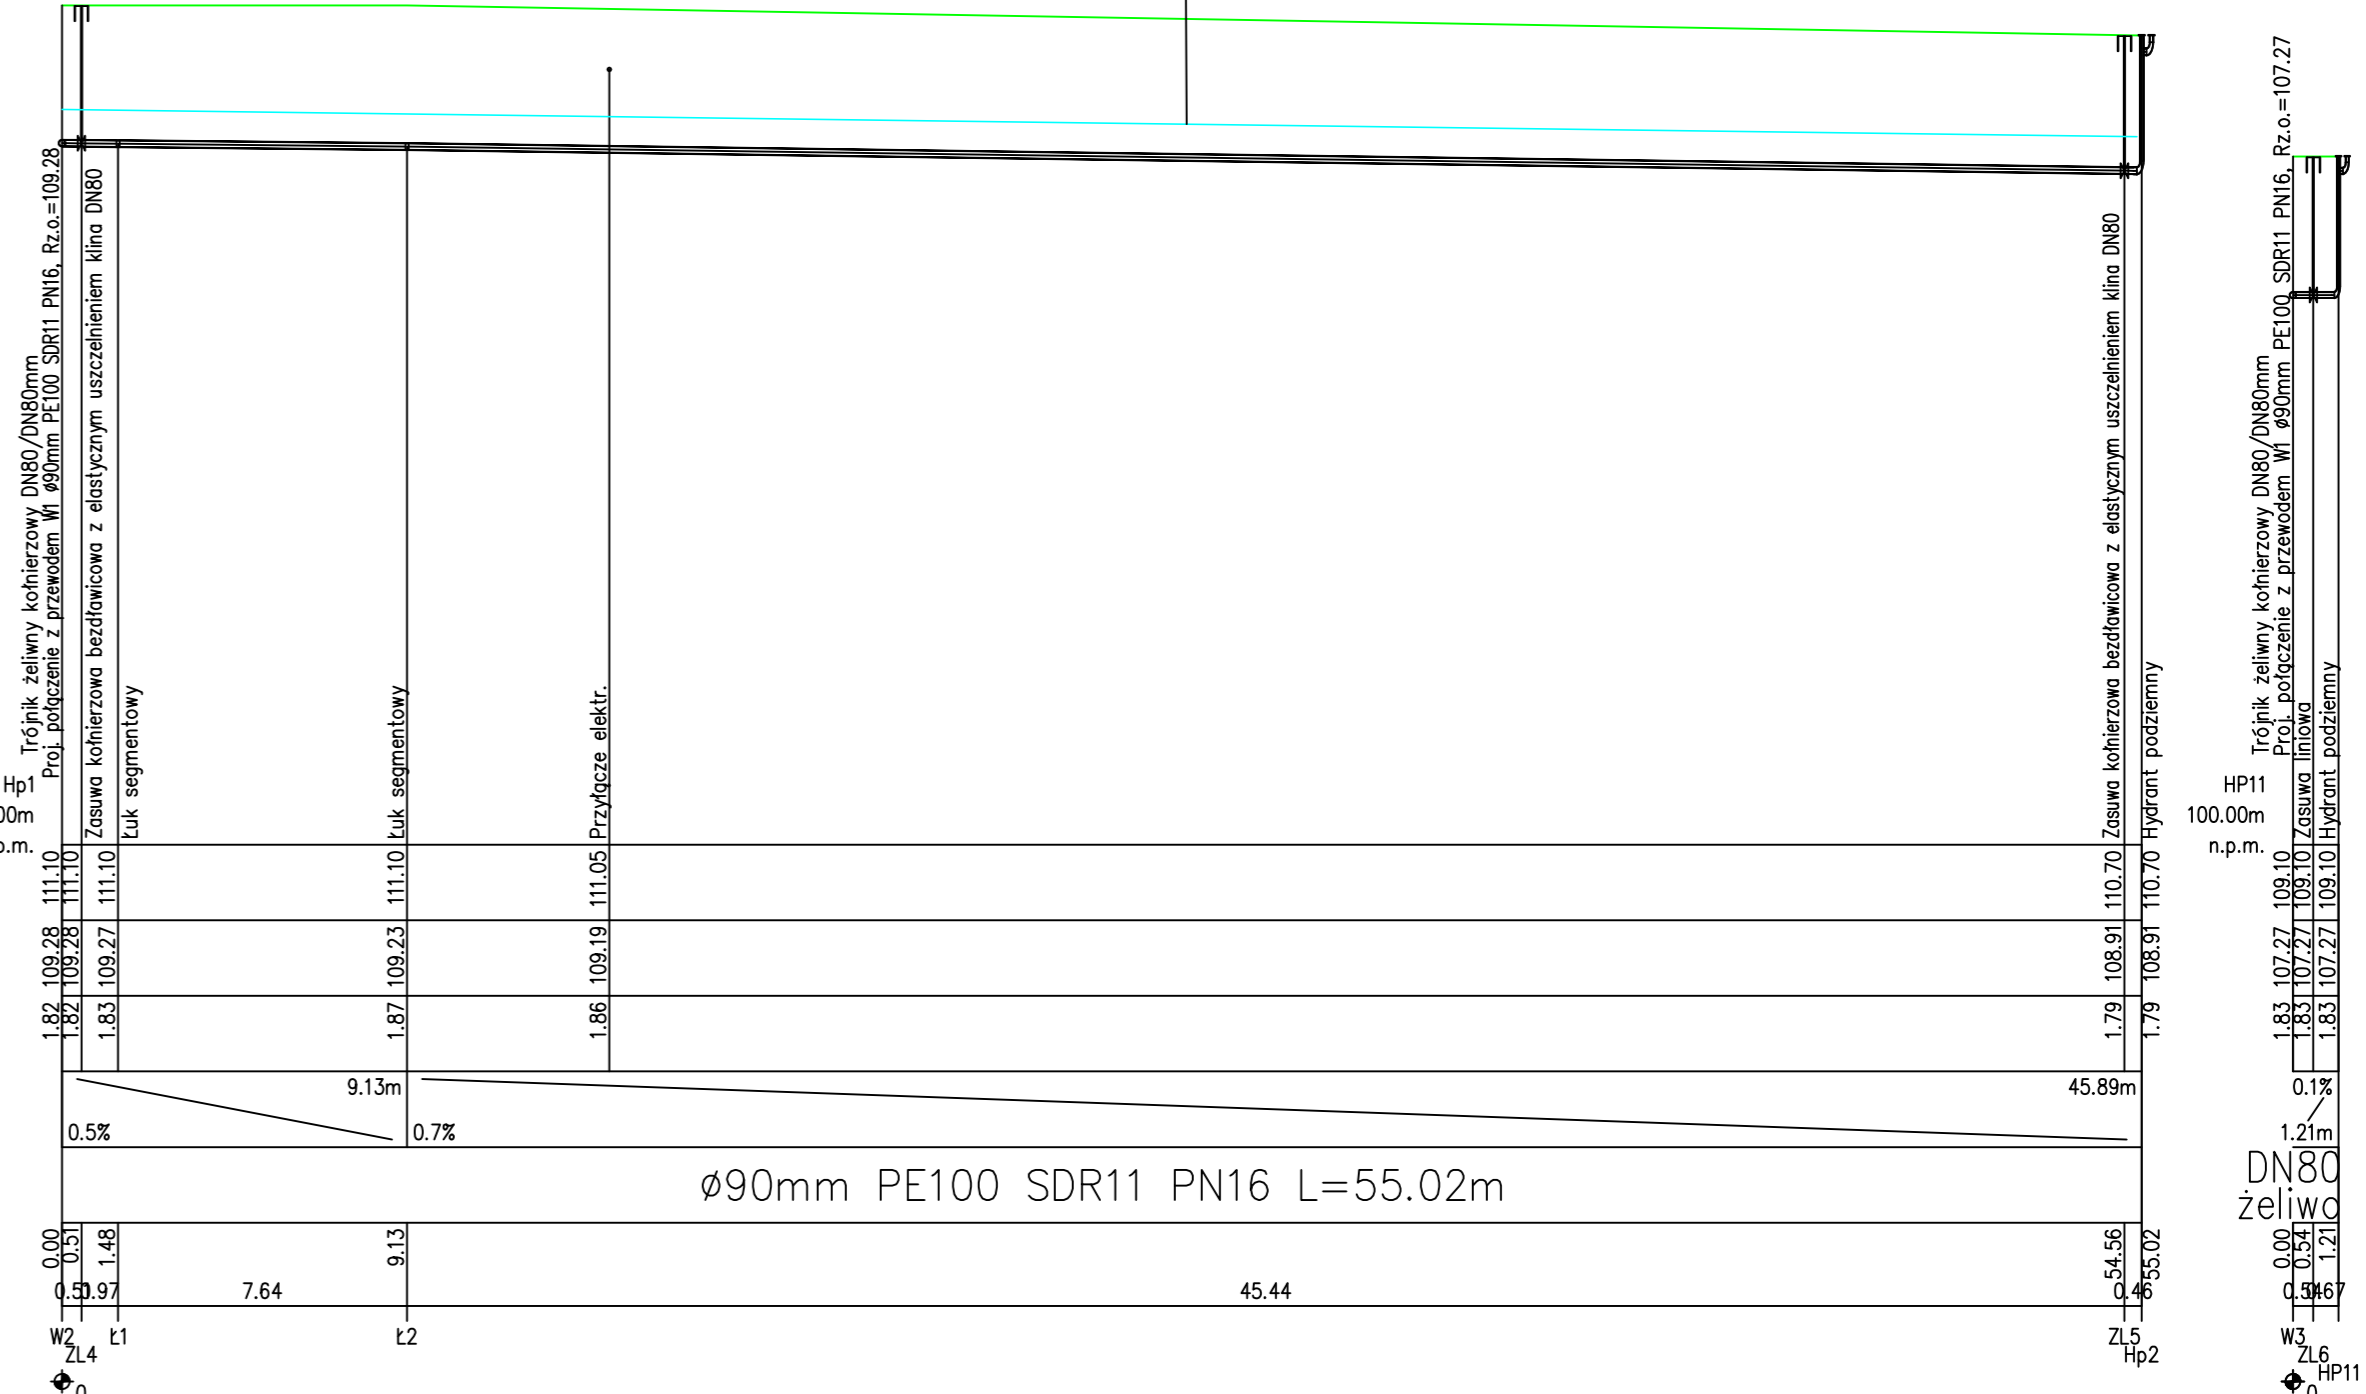 Trójnik żeliwny kołnierzowy DN80/DN80mm
Proj. połączenie z przewodem W1 ø90mm PE100 SDR11 PN16, Rz.o.=109.28
Zasuwa kołnierzowa bezdławicowa z elastycznym uszczelnieniem klina DN80
Łuk segmentowy
Łuk segmentowy
Przyłącze elektr.
Zasuwa kołnierzowa bezdławicowa z elastycznym uszczelnieniem klina DN80
Hydrant podziemny
Trójnik żeliwny kołnierzowy DN80/DN80mm
Proj. połączenie z przewodem W1 ø90mm PE100 SDR11 PN16, Rz.o.=107.27
Zasuwa liniowa
Hydrant podziemny
Hp1
00m
p.m.
HP11
100.00m
n.p.m.
111.10 111.10 111.10 111.10 111.05 110.70 110.70 109.10 109.10 109.10
109.28 109.28 109.27 109.23 109.19 108.91 108.91 107.27 107.27 107.27
1.82 1.82 1.83 1.87 1.86 1.79 1.79 1.83 1.83 1.83
9.13m 45.89m 0.1%
0.5% 0.7% 1.21m
ø90mm PE100 SDR11 PN16 L=55.02m
DN80
żeliwo
0.00 0.51 1.48 9.13 54.56 55.02 0.00 0.54 1.21
0.51 0.97 7.64 45.44 0.46 0.54 0.67
W2 Ł1 Ł2 ZL5 W3
ZL4 Hp2 ZL6 HP11